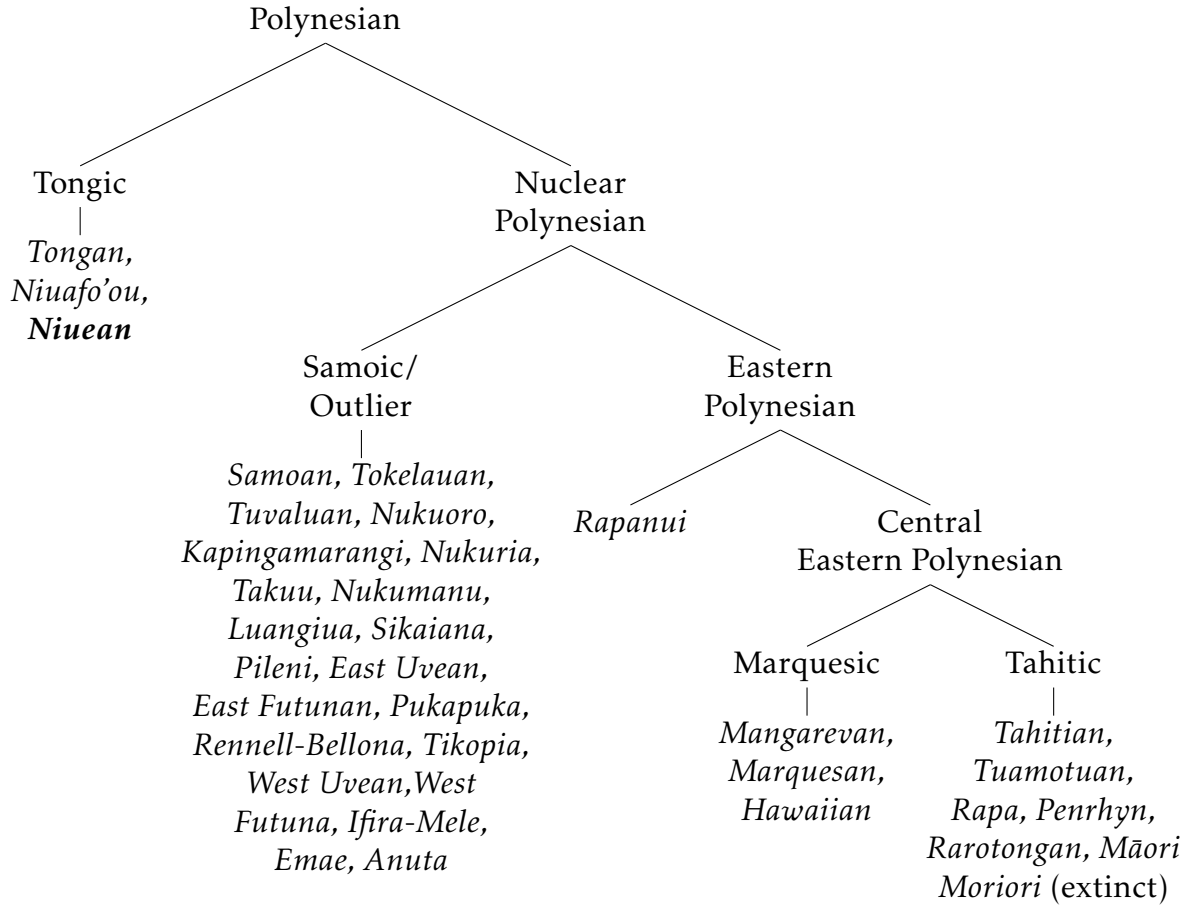 Polynesian
Tongic
Tongan,
Niuafo'ou,
Niuean
Nuclear
Polynesian
Samoic/
Outlier
Samoan, Tokelauan,
Tuvaluan, Nukuoro,
Kapingamarangi, Nukuria,
Takuu, Nukumanu,
Luangiua, Sikaiana,
Pileni, East Uvean,
East Futunan, Pukapuka,
Rennell-Bellona, Tikopia,
West Uvean,West
Futuna, Ifira-Mele,
Emae, Anuta
Eastern
Polynesian
Rapanui
Central
Eastern Polynesian
Marquesic
Mangarevan,
Marquesan,
Hawaiian
Tahitic
Tahitian,
Tuamotuan,
Rapa, Penrhyn,
Rarotongan, Māori
Moriori (extinct)